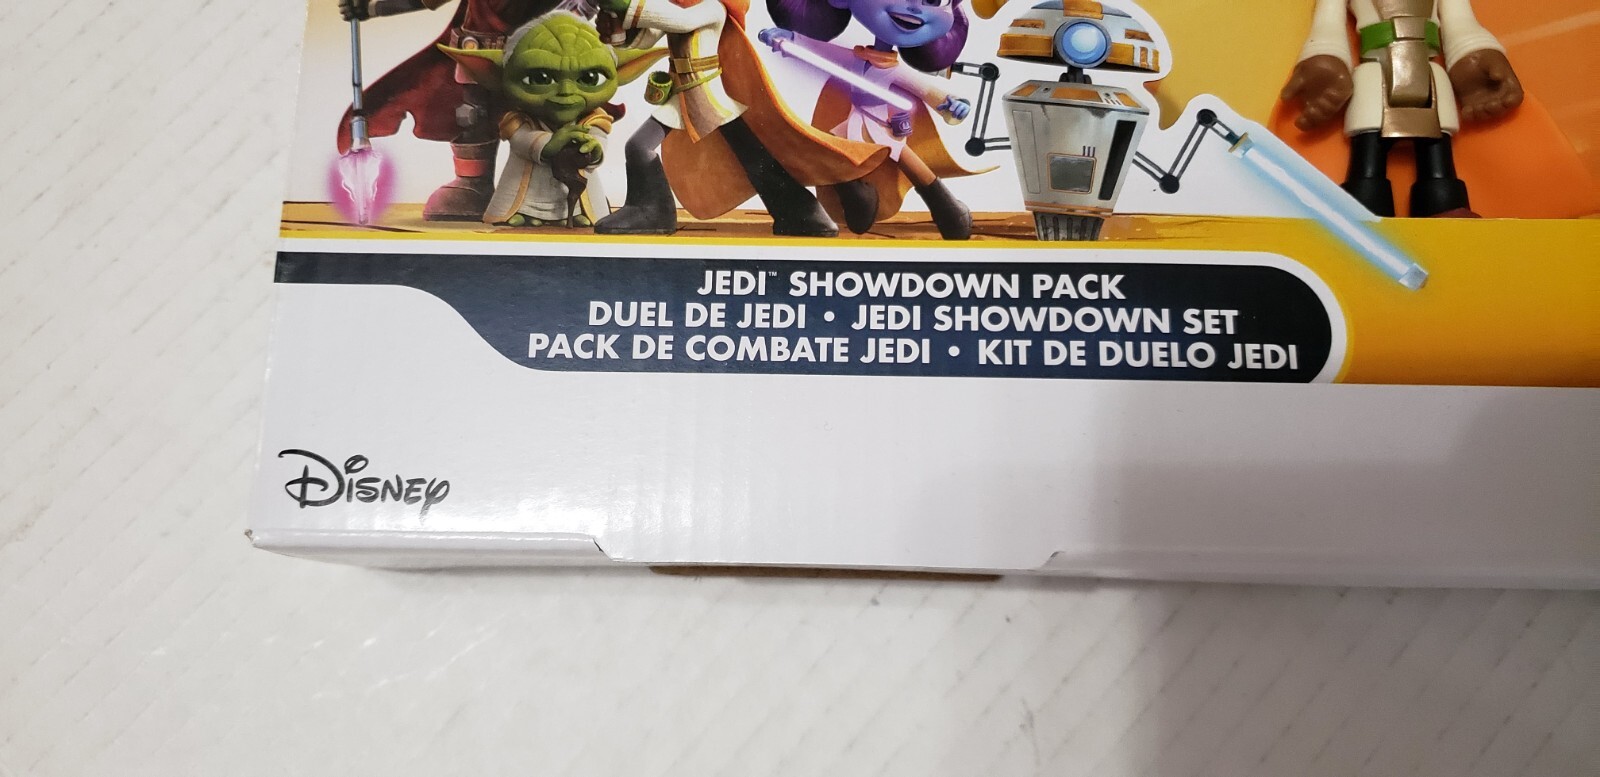 JEDI™ SHOWDOWN PACK
DUEL DE JEDI • JEDI SHOWDOWN SET
PACK DE COMBATE JEDI • KIT DE DUELO JEDI
Disney